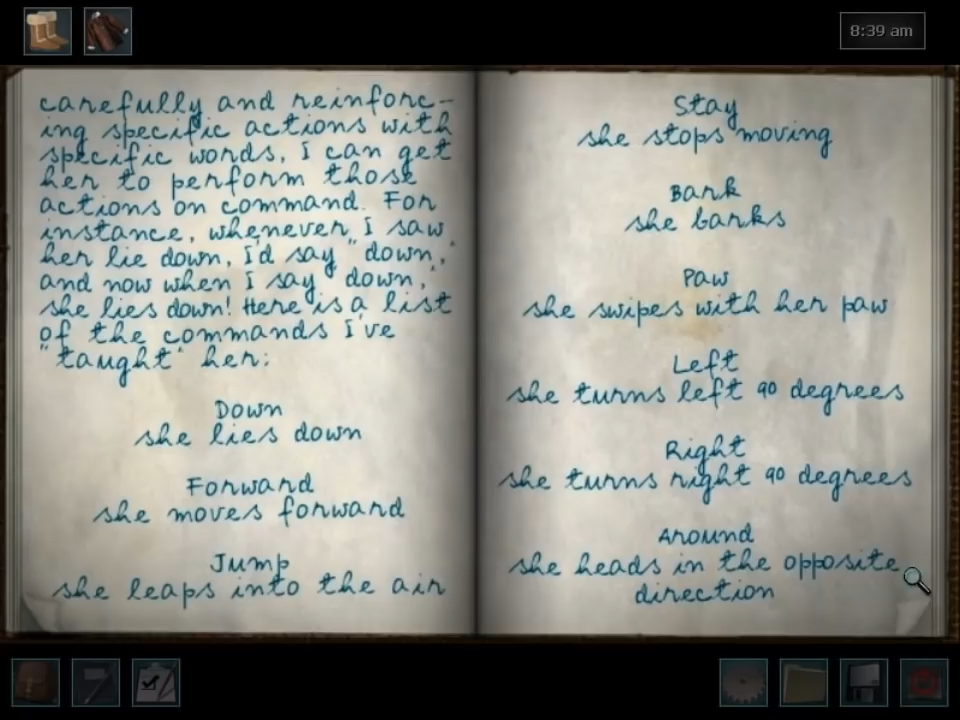 8:39 am
carefully and reinforc-
ing specific actions with
specific words, I can get
her to perform those
actions on command. For
instance, whenever I saw
her lie down, I'd say "down,"
and now when I say "down,"
she lies down! Here is a list
of the commands I've
"taught" her:
Down
she lies down
Forward
she moves forward
Jump
she leaps into the air
Stay
she stops moving
Bark
she barks
Paw
she swipes with her paw
Left
she turns left 90 degrees
Right
she turns right 90 degrees
Around
she heads in the opposite
direction